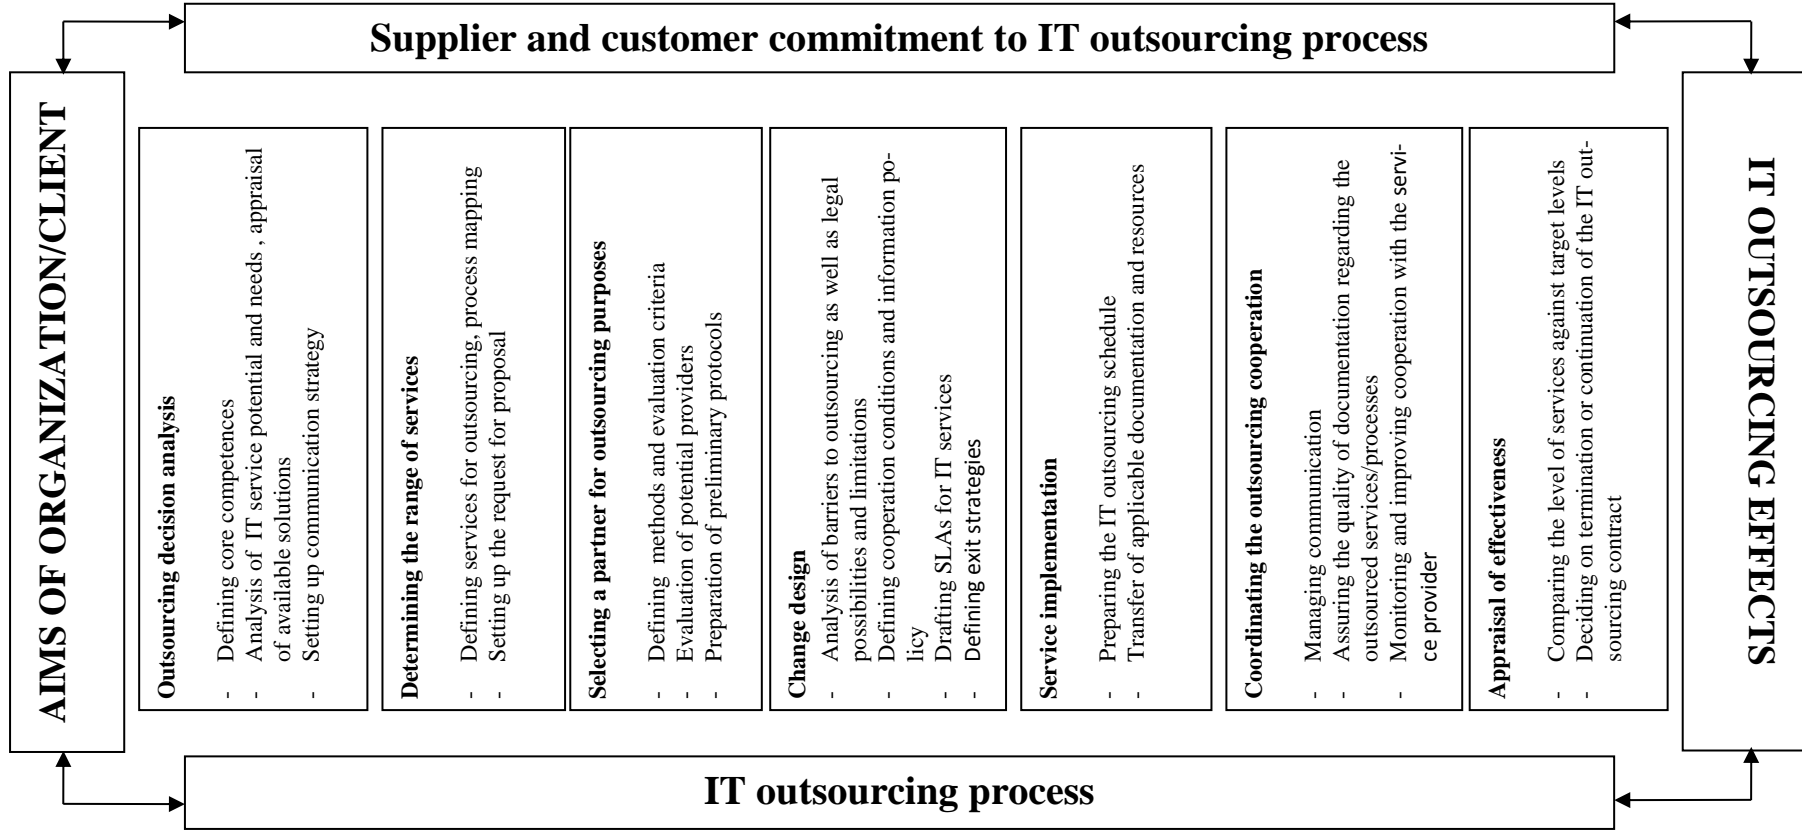 Supplier and customer commitment to IT outsourcing process
AIMS OF ORGANIZATION/CLIENT
Outsourcing decision analysis
- Defining core competences
- Analysis of IT service potential and needs , appraisal
of available solutions
- Setting up communication strategy
Determining the range of services
- Defining services for outsourcing, process mapping
- Setting up the request for proposal
Selecting a partner for outsourcing purposes
- Defining methods and evaluation criteria
- Evaluation of potential providers
- Preparation of preliminary protocols
Change design
- Analysis of barriers to outsourcing as well as legal
possibilities and limitations
- Defining cooperation conditions and information po-
licy
- Drafting SLAs for IT services
- Defining exit strategies
Service implementation
- Preparing the IT outsourcing schedule
- Transfer of applicable documentation and resources
Coordinating the outsourcing cooperation
- Managing communication
- Assuring the quality of documentation regarding the
outsourced services/processes
- Monitoring and improving cooperation with the servi-
ce provider
Appraisal of effectiveness
- Comparing the level of services against target levels
- Deciding on termination or continuation of the IT out-
sourcing contract
IT OUTSOURCING EFFECTS
IT outsourcing process